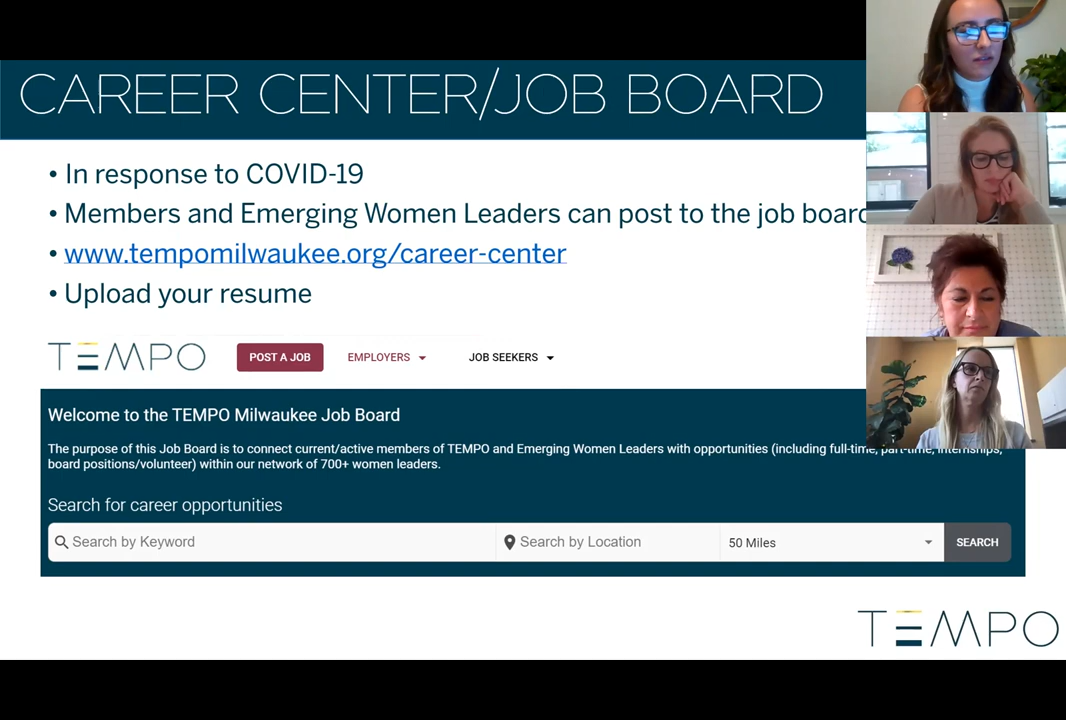 CAREER CENTER/JOB BOARD
• In response to COVID-19
• Members and Emerging Women Leaders can post to the job board
• www.tempomilwaukee.org/career-center
• Upload your resume
TEMPO POST A JOB EMPLOYERS JOB SEEKERS
Welcome to the TEMPO Milwaukee Job Board
The purpose of this Job Board is to connect current/active members of TEMPO and Emerging Women Leaders with opportunities (including full-time, part-time, internships,
board positions/volunteer) within our network of 700+ women leaders.
Search for career opportunities
Search by Keyword Search by Location 50 Miles SEARCH
TEMPO